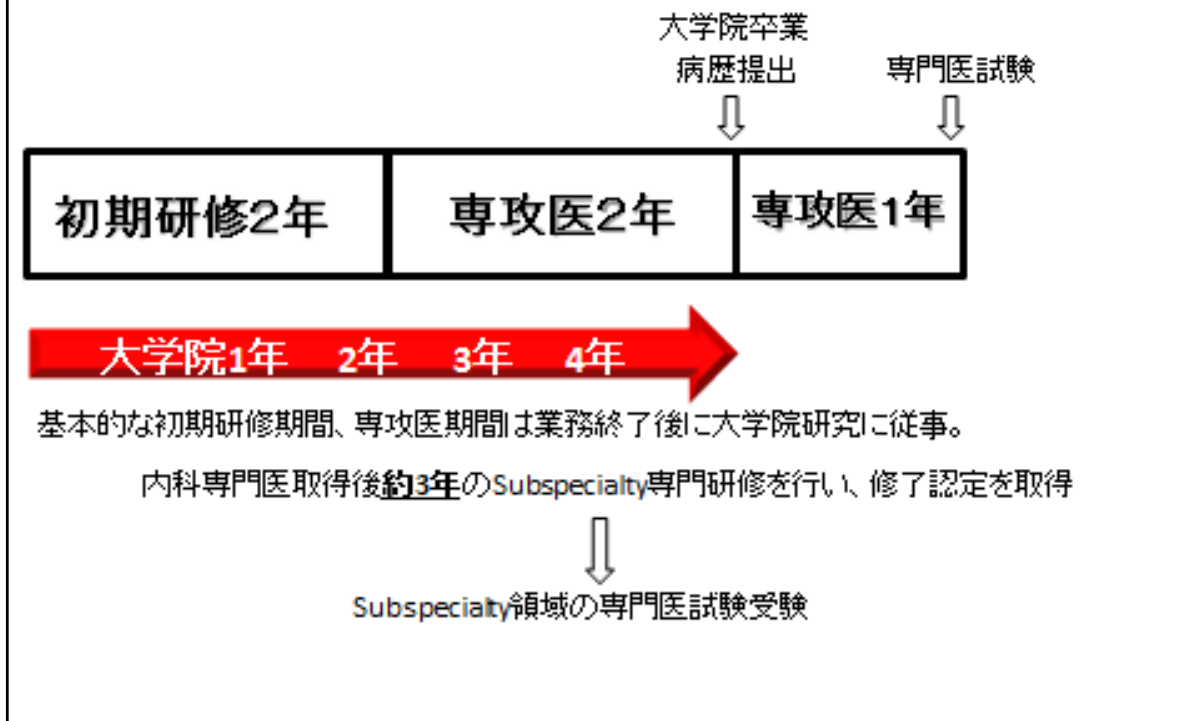 大学院卒業
病歴提出
専門医試験
初期研修2年
専攻医2年
専攻医1年
大学院1年 2年 3年 4年
基本的な初期研修期間、専攻医期間は業務終了後に大学院研究に従事。
内科専門医取得後約3年のSubspecialty専門研修を行い、修了認定を取得
Subspecialty領域の専門医試験受験